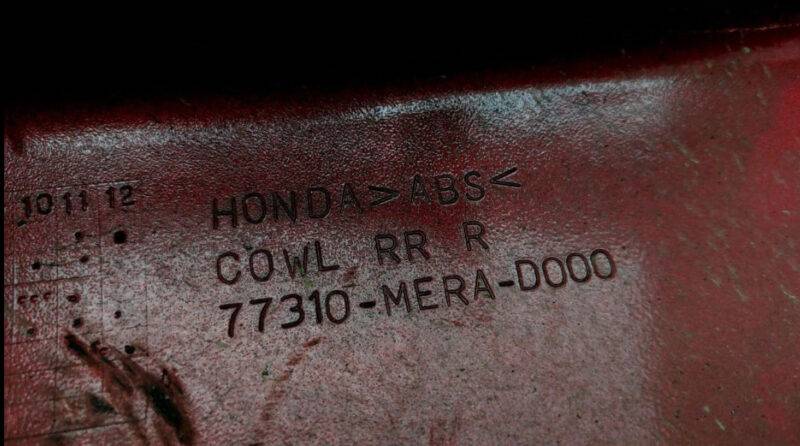 10 11 12
HONDA >ABS<
COWL RR R
77310-MERA-D000